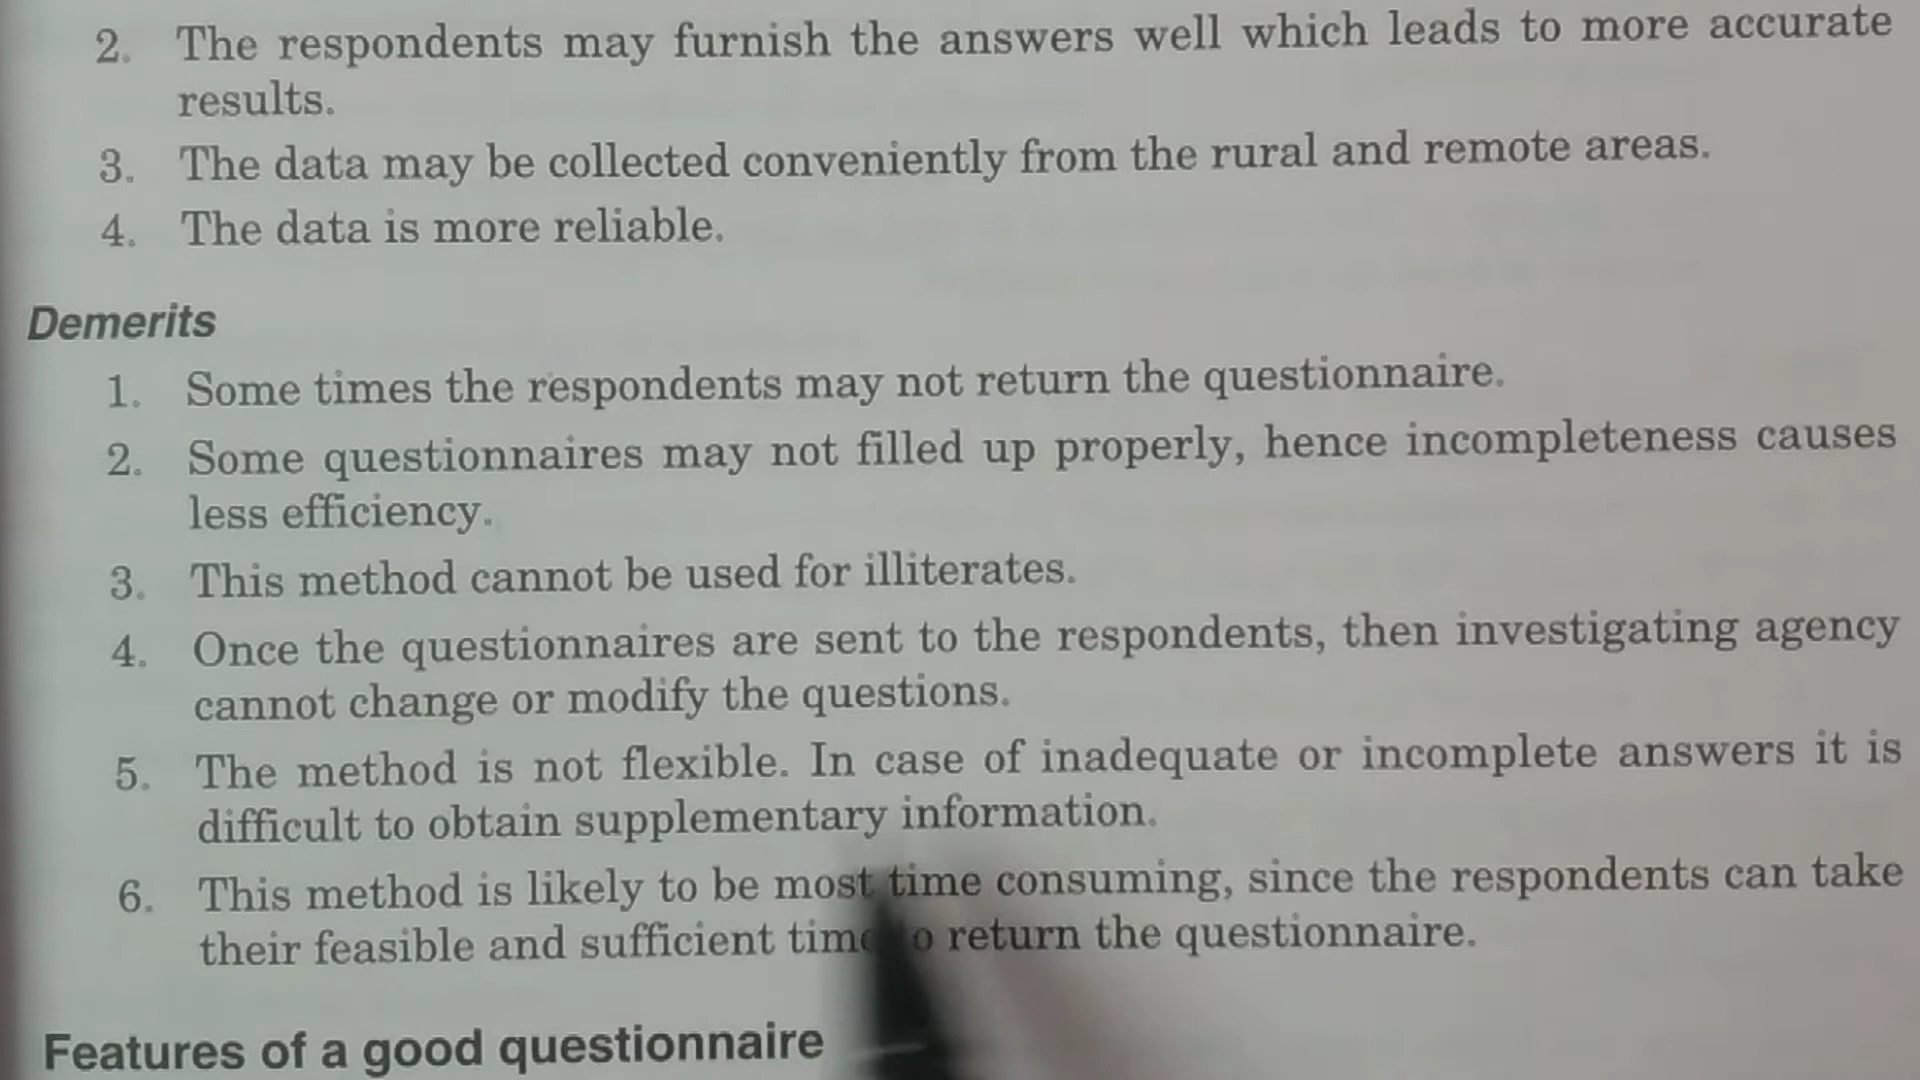 2. The respondents may furnish the answers well which leads to more accurate
results.
3. The data may be collected conveniently from the rural and remote areas.
4. The data is more reliable.
Demerits
1. Some times the respondents may not return the questionnaire.
2. Some questionnaires may not filled up properly, hence incompleteness causes
less efficiency.
3. This method cannot be used for illiterates.
4. Once the questionnaires are sent to the respondents, then investigating agency
cannot change or modify the questions.
5. The method is not flexible. In case of inadequate or incomplete answers it is
difficult to obtain supplementary information.
6. This method is likely to be most time consuming, since the respondents can take
their feasible and sufficient time to return the questionnaire.
Features of a good questionnaire